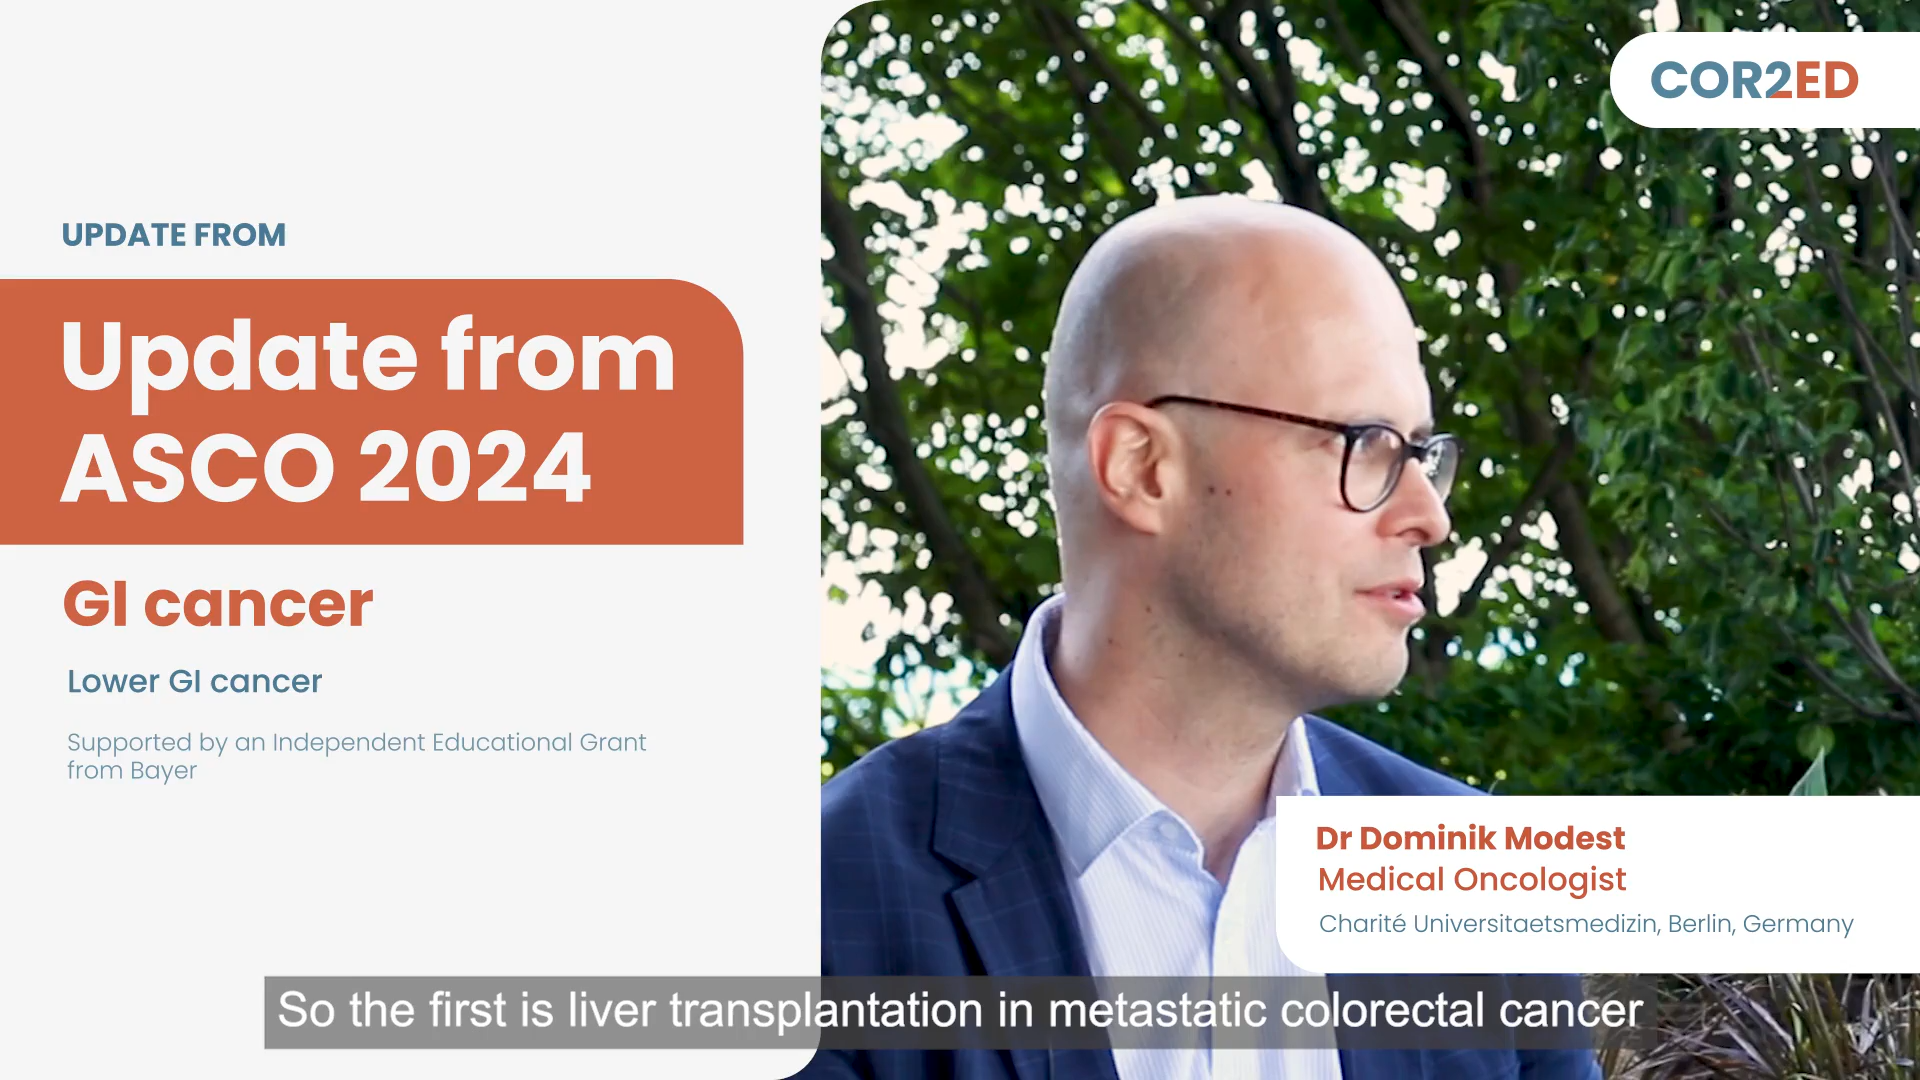 COR2ED
UPDATE FROM
Update from
ASCO 2024
GI cancer
Lower GI cancer
Supported by an Independent Educational Grant
from Bayer
Dr Dominik Modest
Medical Oncologist
Charité Universitaetsmedizin, Berlin, Germany
So the first is liver transplantation in metastatic colorectal cancer